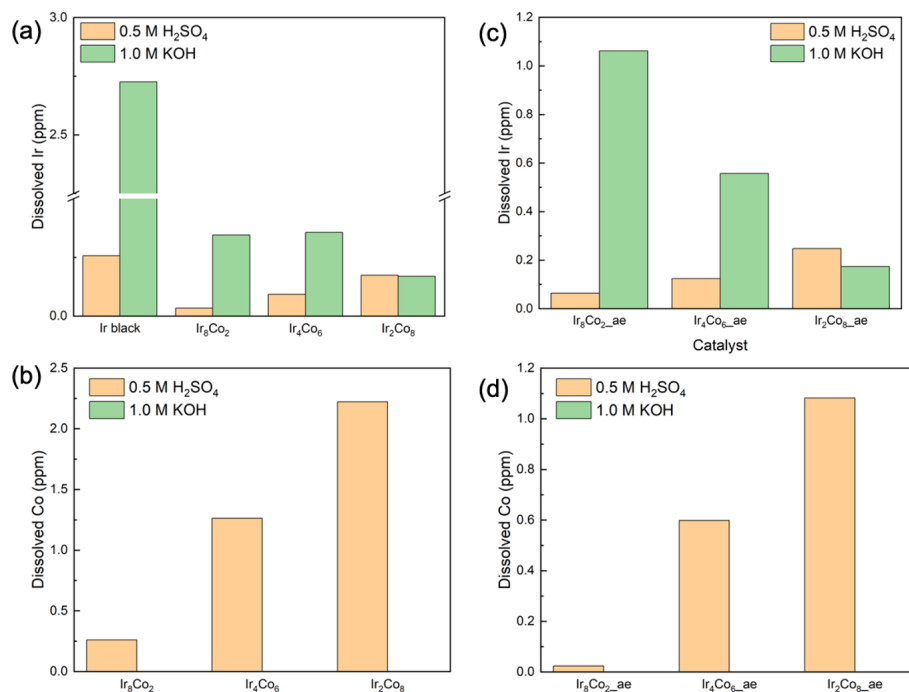 (a)
3.0
2.5
0.0
Dissolved Ir (ppm)
0.5 M H₂SO₄
1.0 M KOH
Ir black
Ir₈Co₂
Ir₄Co₆
Ir₂Co₈
(c)
1.2
1.0
0.8
0.6
0.4
0.2
0.0
Dissolved Ir (ppm)
0.5 M H₂SO₄
1.0 M KOH
Ir₈Co₂_ae
Ir₄Co₆_ae
Ir₂Co₈_ae
Catalyst
(b)
2.5
2.0
1.5
1.0
0.5
0.0
Dissolved Co (ppm)
0.5 M H₂SO₄
1.0 M KOH
Ir₈Co₂
Ir₄Co₆
Ir₂Co₈
(d)
1.2
1.0
0.8
0.6
0.4
0.2
0.0
Dissolved Co (ppm)
0.5 M H₂SO₄
1.0 M KOH
Ir₈Co₂_ae
Ir₄Co₆_ae
Ir₂Co₈_ae